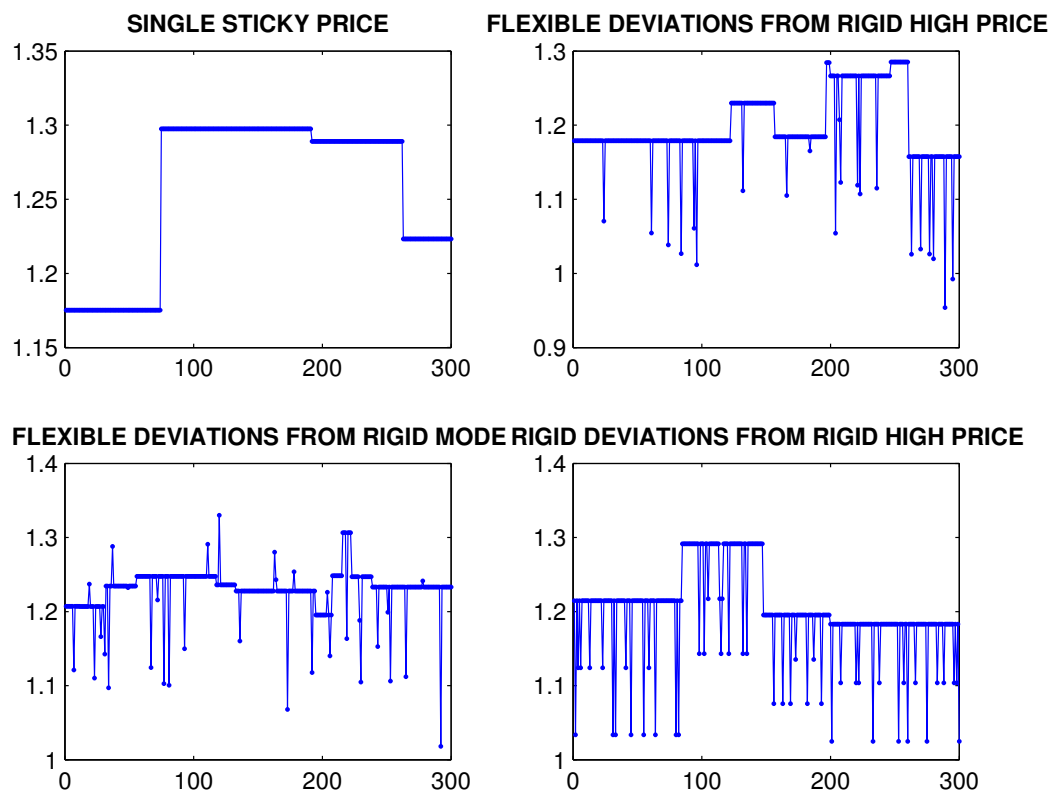 SINGLE STICKY PRICE
1.35
1.3
1.25
1.2
1.15
0 100 200 300
FLEXIBLE DEVIATIONS FROM RIGID HIGH PRICE
1.3
1.2
1.1
1
0.9
0 100 200 300
FLEXIBLE DEVIATIONS FROM RIGID MODE
1.4
1.3
1.2
1.1
1
0 100 200 300
RIGID DEVIATIONS FROM RIGID HIGH PRICE
1.4
1.3
1.2
1.1
1
0 100 200 300